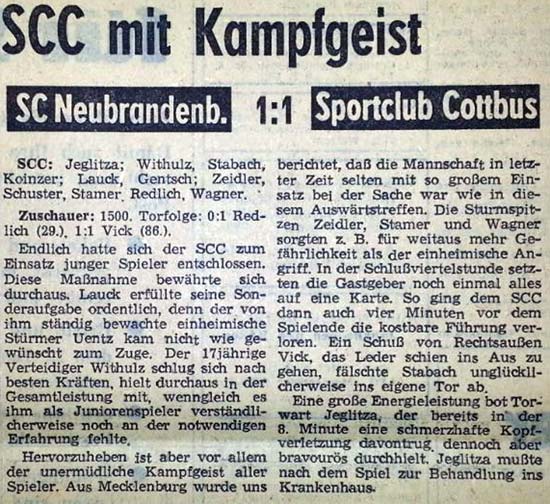 SCC mit Kampfgeist
SC Neubrandenb. 1:1 Sportclub Cottbus
SCC: Jeglitza; Withulz, Stabach,
Koinzer; Lauck, Gentsch; Zeidler,
Schuster, Stamer, Redlich, Wagner.
Zuschauer: 1500. Torfolge: 0:1 Red-
lich (29.), 1:1 Vick (86.).
Endlich hatte sich der SCC zum
Einsatz junger Spieler entschlossen.
Diese Maßnahme bewährte sich
durchaus. Lauck erfüllte seine Son-
deraufgabe ordentlich, denn der von
ihm ständig bewachte einheimische
Stürmer Uentz kam nicht wie ge-
wünscht zum Zuge. Der 17jährige
Verteidiger Withulz schlug sich nach
besten Kräften, hielt durchaus in der
Gesamtleistung mit, wenngleich es
ihm als Juniorenspieler verständli-
cherweise noch an der notwendigen
Erfahrung fehlte.
Hervorzuheben ist aber vor allem
der unermüdliche Kampfgeist aller
Spieler. Aus Mecklenburg wurde uns
berichtet, daß die Mannschaft in letz-
ter Zeit selten mit so großem Ein-
satz bei der Sache war wie in die-
sem Auswärtstreffen. Die Sturmspit-
zen Zeidler, Stamer und Wagner
sorgten z. B. für weitaus mehr Ge-
fährlichkeit als der einheimische An-
griff. In der Schlußviertelstunde setz-
ten die Gastgeber noch einmal alles
auf eine Karte. So ging dem SCC
dann auch vier Minuten vor dem
Spielende die kostbare Führung ver-
loren. Ein Schuß von Rechtsaußen
Vick, das Leder schien ins Aus zu
gehen, fälschte Stabach unglückli-
cherweise ins eigene Tor ab.
Eine große Energieleistung bot Tor-
wart Jeglitza, der bereits in der
8. Minute eine schmerzhafte Kopf-
verletzung davontrug, dennoch aber
bravourös durchhielt. Jeglitza mußte
nach dem Spiel zur Behandlung ins
Krankenhaus.